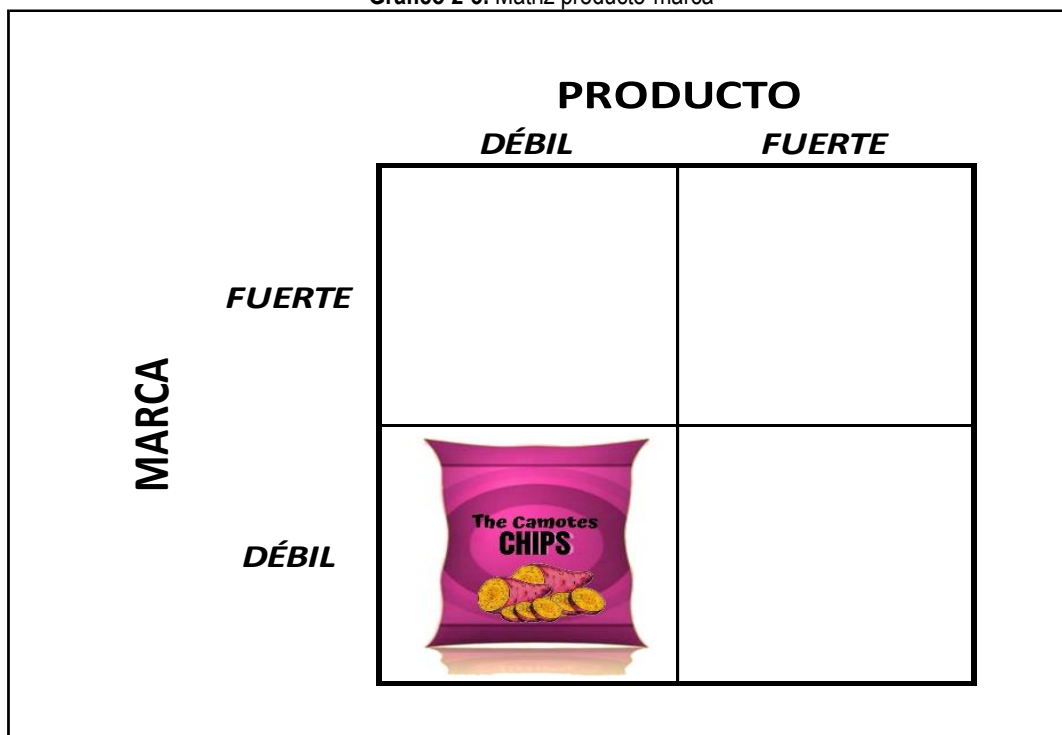 Matriz producto-marca
PRODUCTO
DÉBIL FUERTE
FUERTE
MARCA
DÉBIL
The Camotes
CHIPS